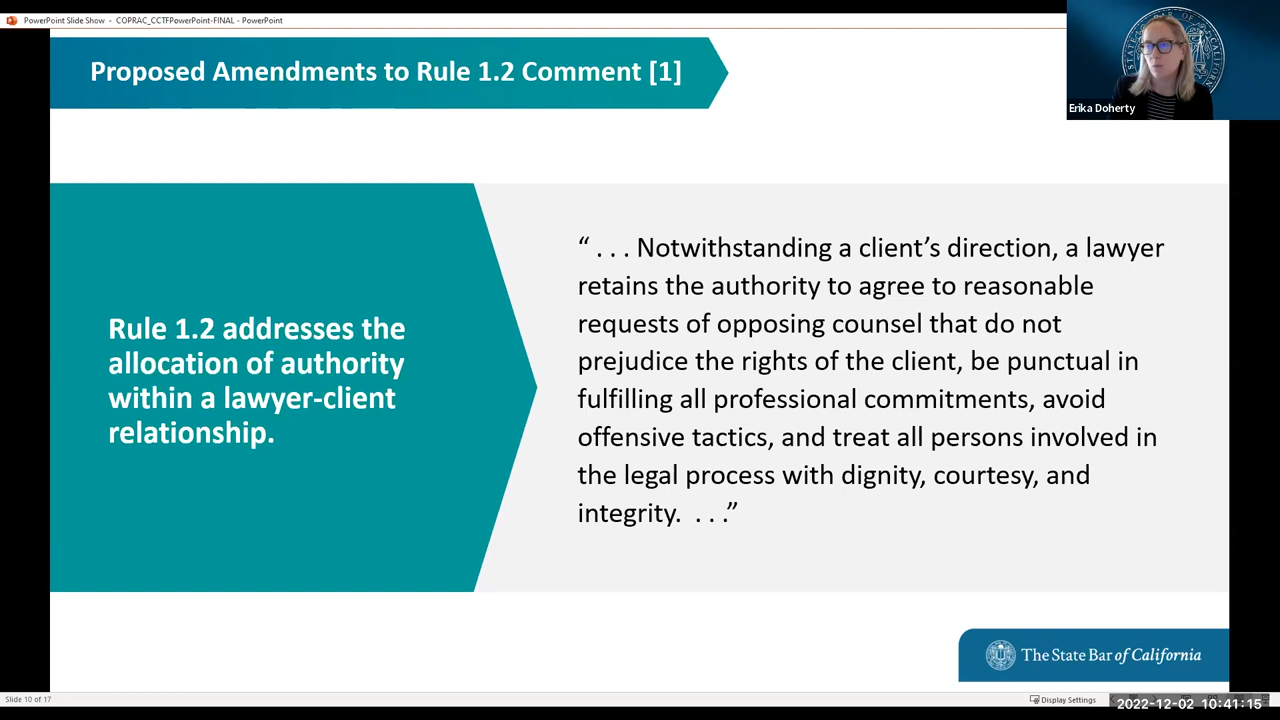 PowerPoint Slide Show - COPRAC_CCTFPowerPoint-FINAL - PowerPoint
Proposed Amendments to Rule 1.2 Comment [1]
Erika Doherty
Rule 1.2 addresses the
allocation of authority
within a lawyer-client
relationship.
“ . . . Notwithstanding a client’s direction, a lawyer
retains the authority to agree to reasonable
requests of opposing counsel that do not
prejudice the rights of the client, be punctual in
fulfilling all professional commitments, avoid
offensive tactics, and treat all persons involved in
the legal process with dignity, courtesy, and
integrity. . . .”
The State Bar of California
Slide 10 of 17
Display Settings
2022-12-02 10:41:15